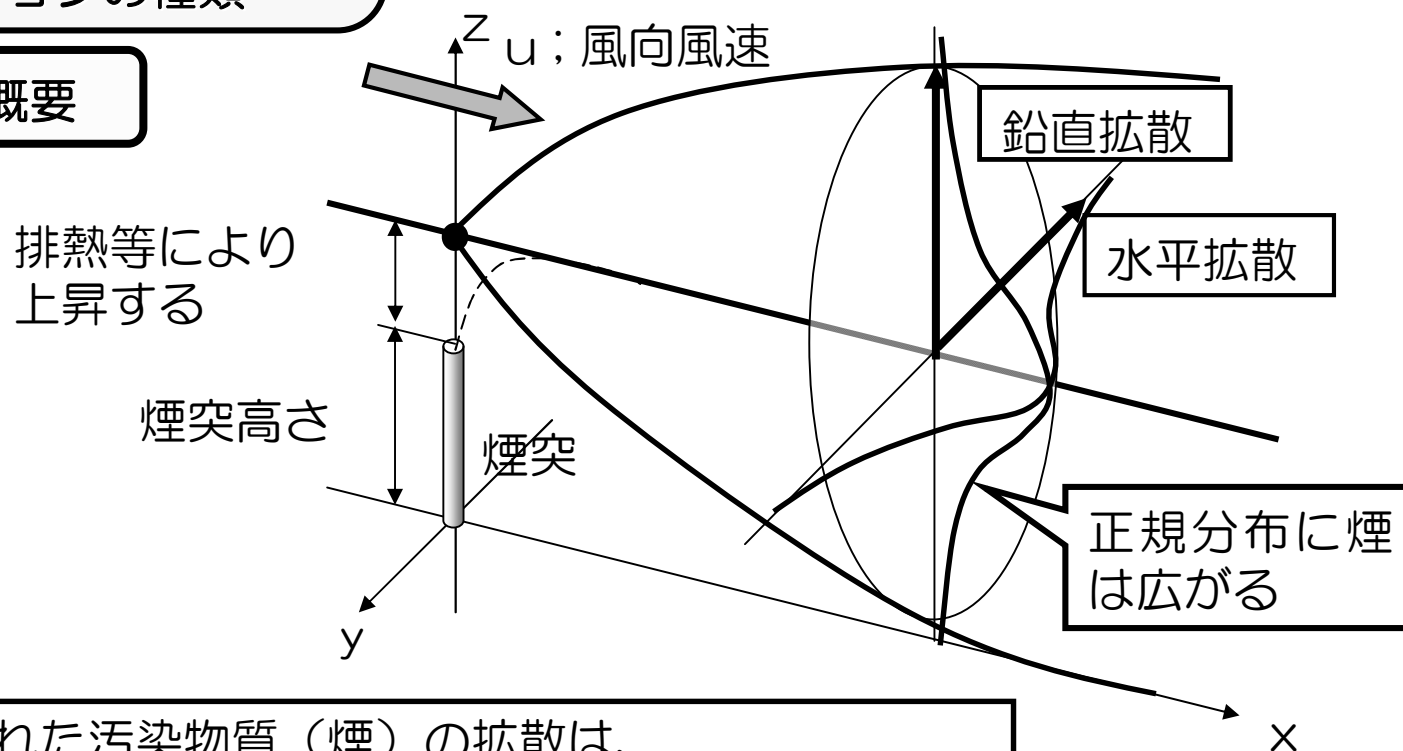 ョンの種類
概要
z
u；風向風速
鉛直拡散
水平拡散
排熱等により
上昇する
煙突高さ
煙突
正規分布に煙
は広がる
y
れた汚染物質（煙）の拡散は、
x